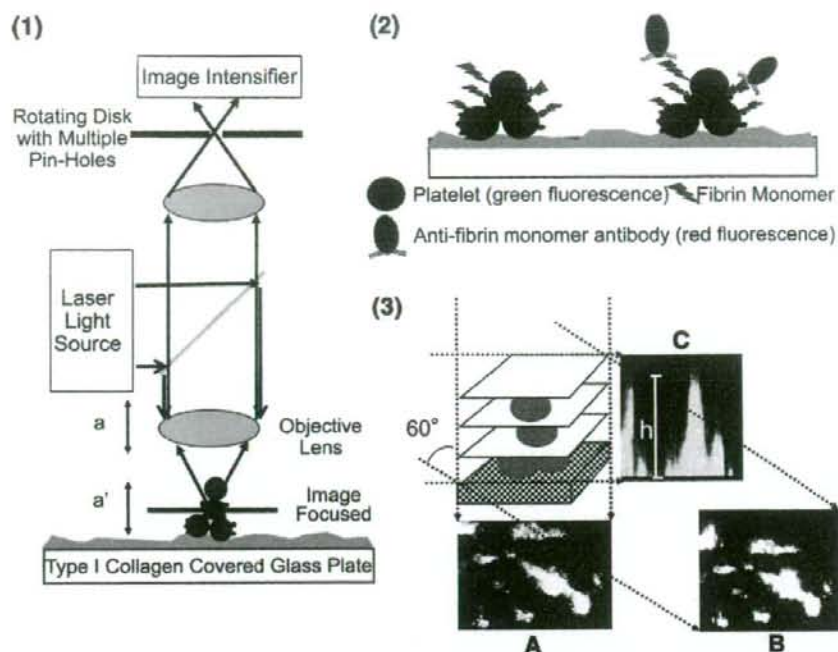 (1)
Image Intensifier
Rotating Disk
with Multiple
Pin-Holes
Laser
Light
Source
a
Objective
Lens
a'
Image
Focused
Type I Collagen Covered Glass Plate
(2)
Platelet (green fluorescence)
Fibrin Monomer
Anti-fibrin monomer antibody (red fluorescence)
(3)
C
h
60°
A
B